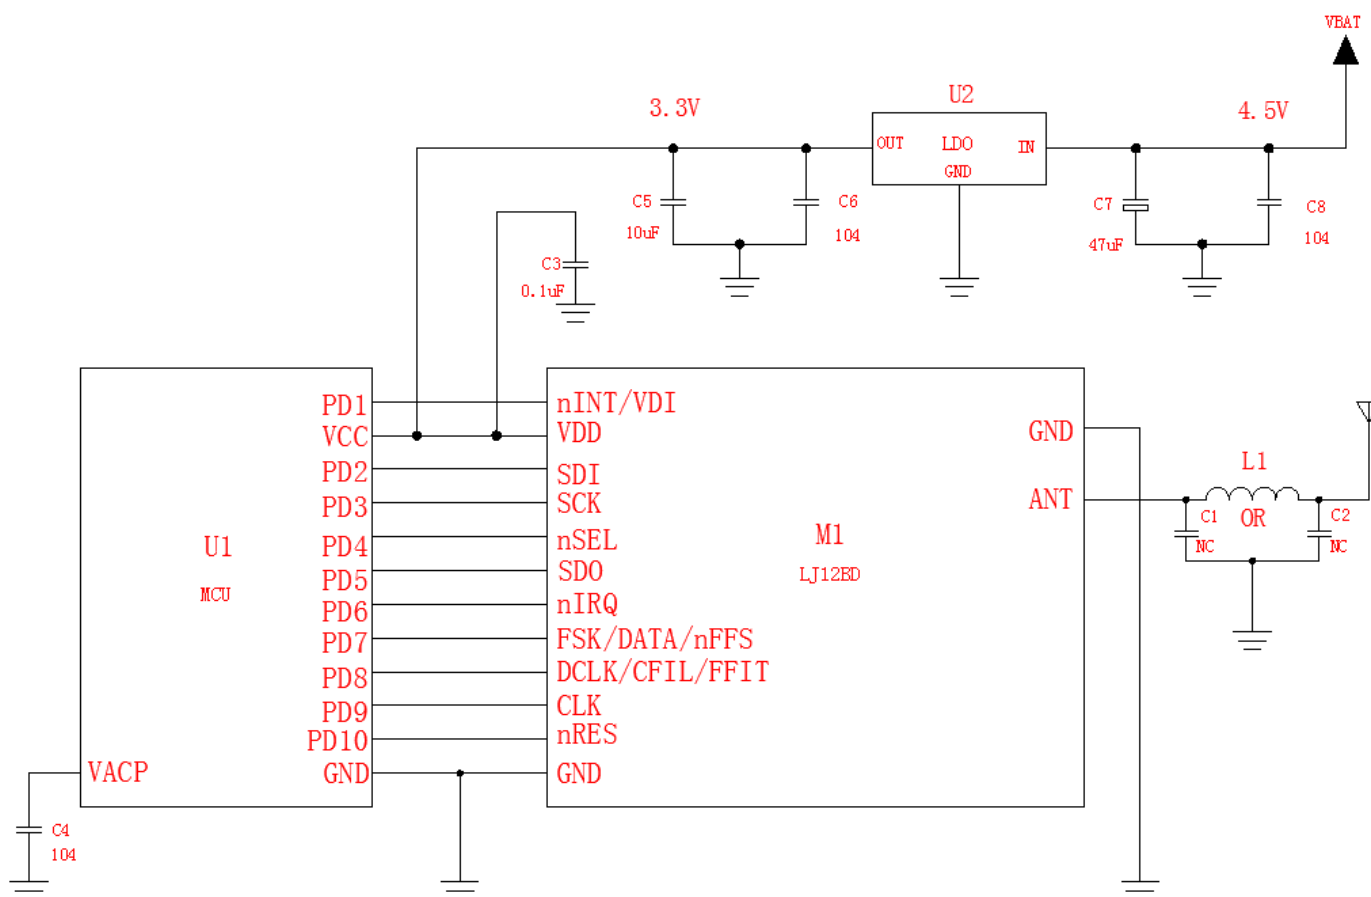 VBAT
U2
3.3V
4.5V
OUT
LDO
IN
GND
C5
10uF
C6
104
C7
47uF
C8
104
C3
0.1uF
PD1
nINT/VDI
VCC
VDD
GND
PD2
SDI
L1
PD3
SCK
ANT
C1
OR
C2
U1
PD4
nSEL
M1
NC
NC
MCU
PD5
SDO
LJ12BD
PD6
nIRQ
PD7
FSK/DATA/nFFS
PD8
DCLK/CFIL/FFIT
PD9
CLK
PD10
nRES
VACP
GND
GND
C4
104